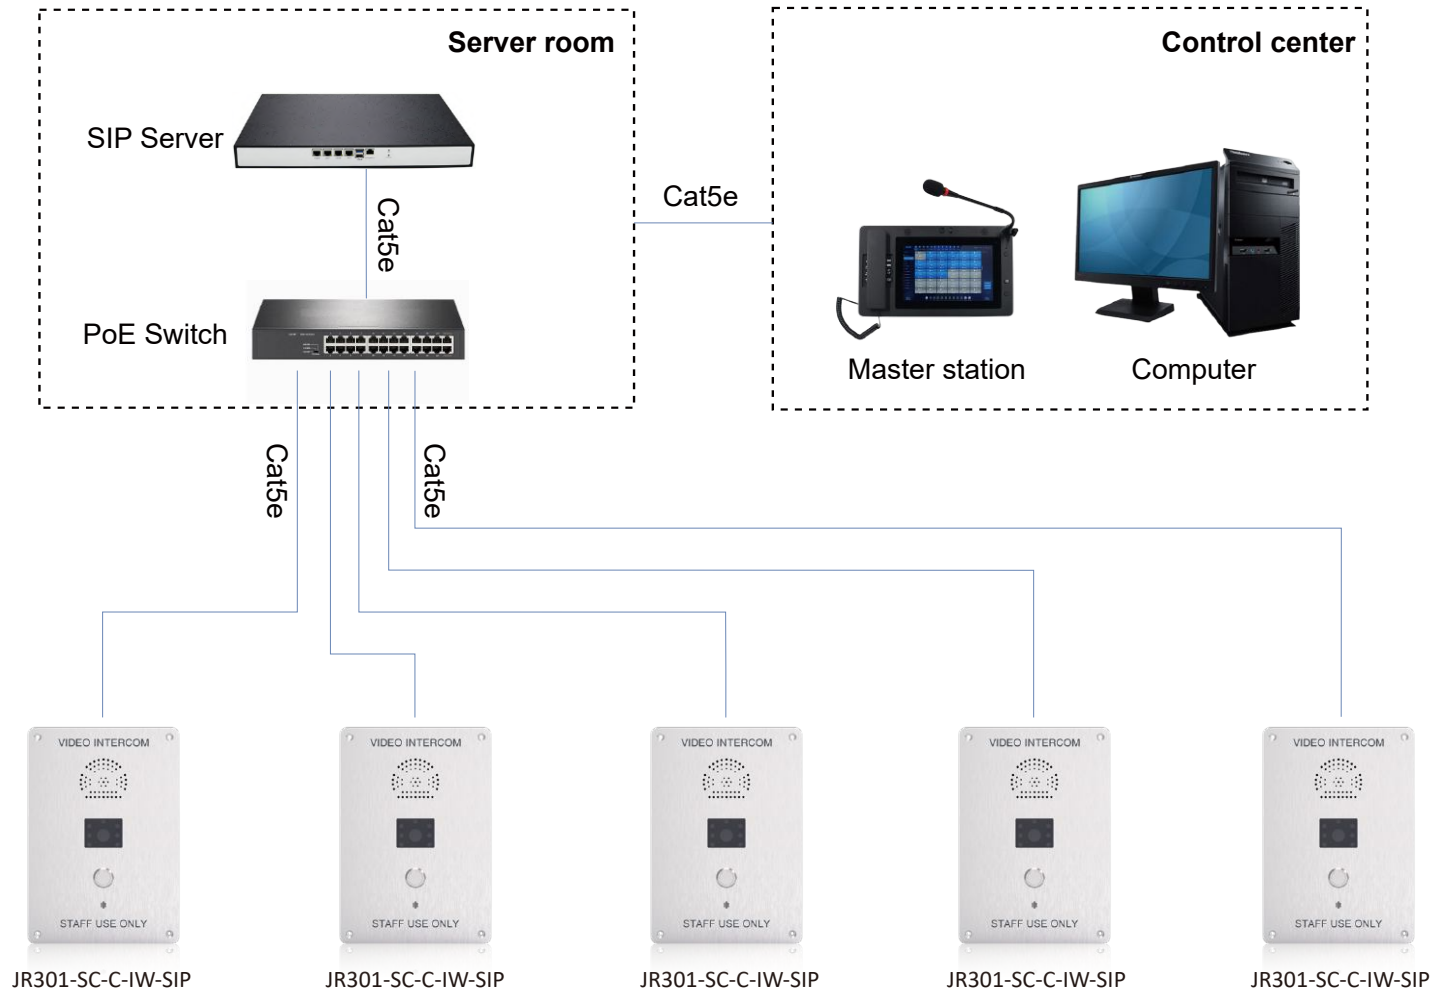 Server room
Control center
SIP Server
Cat5e
Cat5e
PoE Switch
Master station
Computer
Cat5e
Cat5e
VIDEO INTERCOM
VIDEO INTERCOM
VIDEO INTERCOM
VIDEO INTERCOM
VIDEO INTERCOM
STAFF USE ONLY
STAFF USE ONLY
STAFF USE ONLY
STAFF USE ONLY
STAFF USE ONLY
JR301-SC-C-IW-SIP
JR301-SC-C-IW-SIP
JR301-SC-C-IW-SIP
JR301-SC-C-IW-SIP
JR301-SC-C-IW-SIP